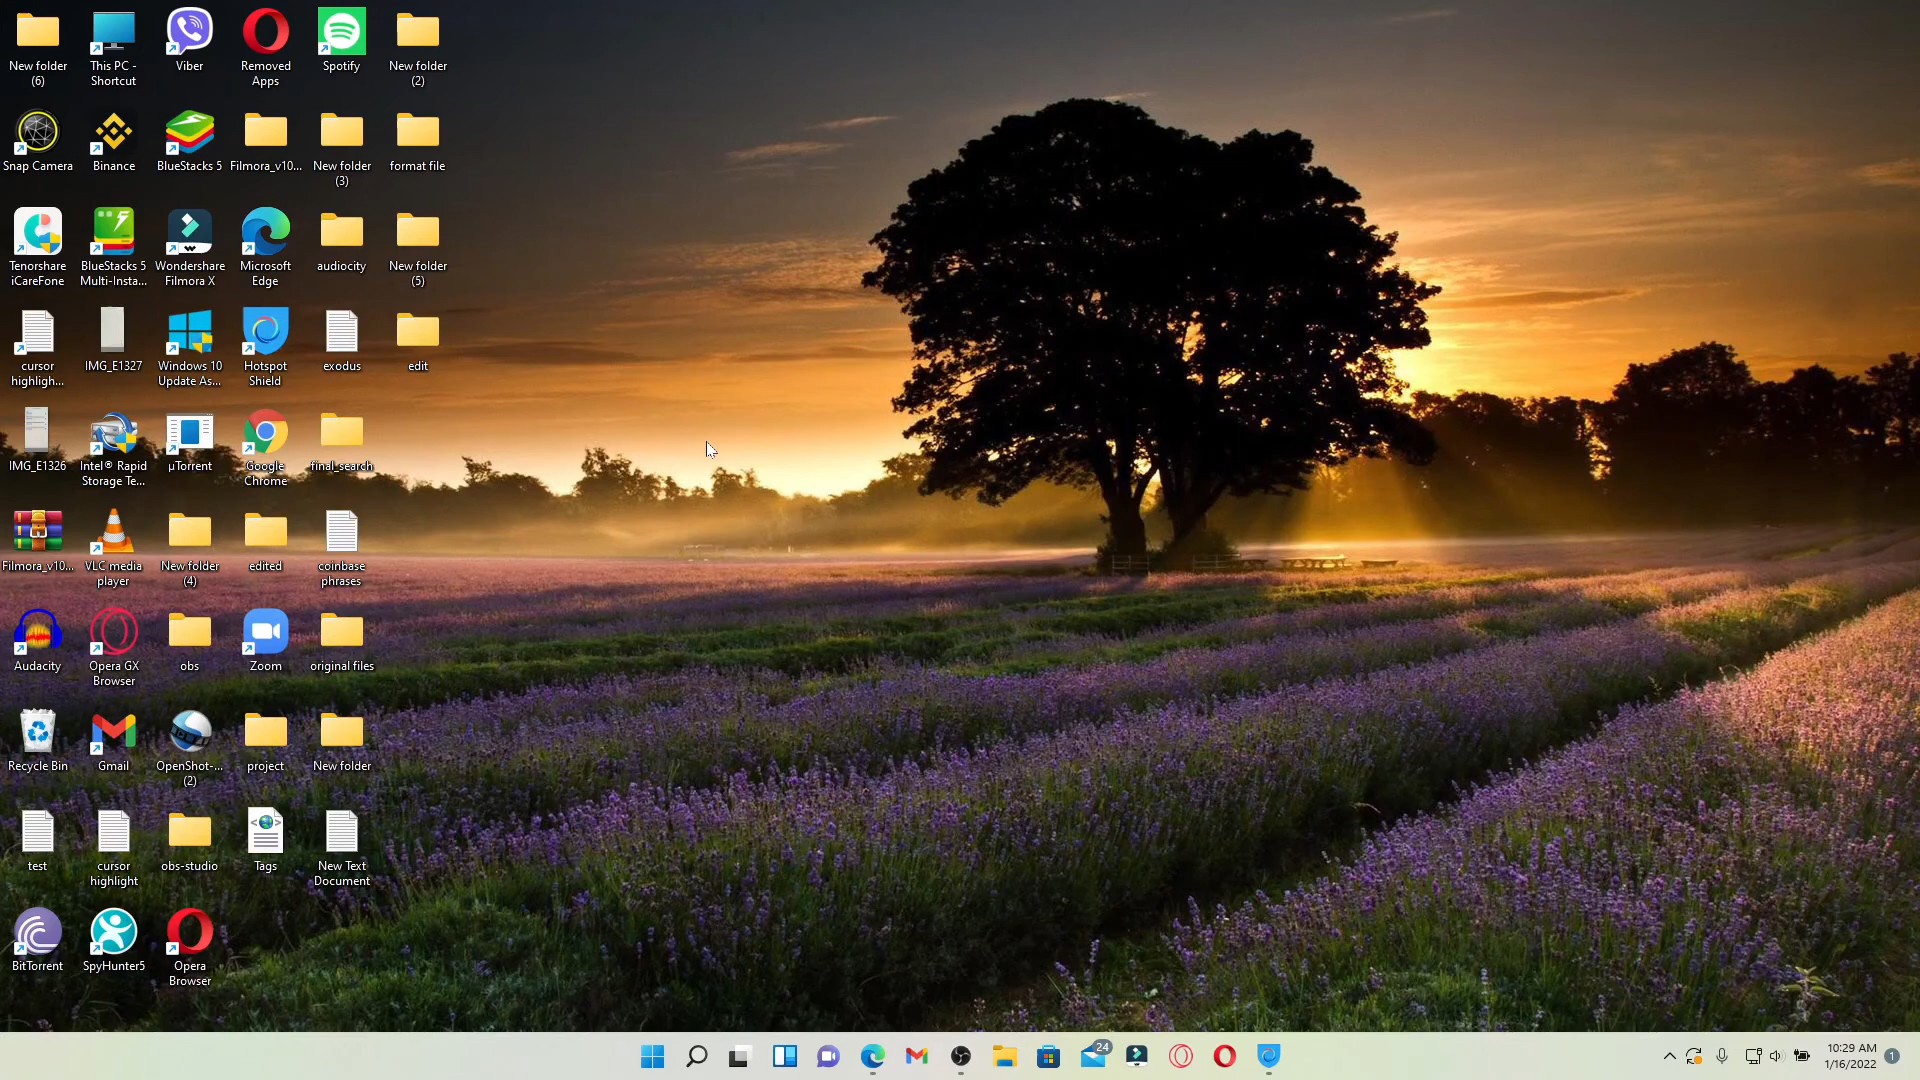 New folder
(6)
This PC -
Shortcut
Viber
Removed
Apps
Spotify
New folder
(2)
Snap Camera
Binance
BlueStacks 5
Filmora_v10...
New folder
(3)
format file
Tenorshare
iCareFone
BlueStacks 5
Multi-Insta...
Wondershare
Filmora X
Microsoft
Edge
audiocity
New folder
(5)
cursor
highligh...
IMG_E1327
Windows 10
Update As...
Hotspot
Shield
exodus
edit
IMG_E1326
Intel® Rapid
Storage Te...
µTorrent
Google
Chrome
final_search
Filmora_v10...
VLC media
player
New folder
(4)
edited
coinbase
phrases
Audacity
Opera GX
Browser
obs
Zoom
original files
Recycle Bin
Gmail
OpenShot-...
(2)
project
New folder
test
cursor
highlight
obs-studio
Tags
New Text
Document
BitTorrent
SpyHunter5
Opera
Browser
24
10:29 AM
1/16/2022
1